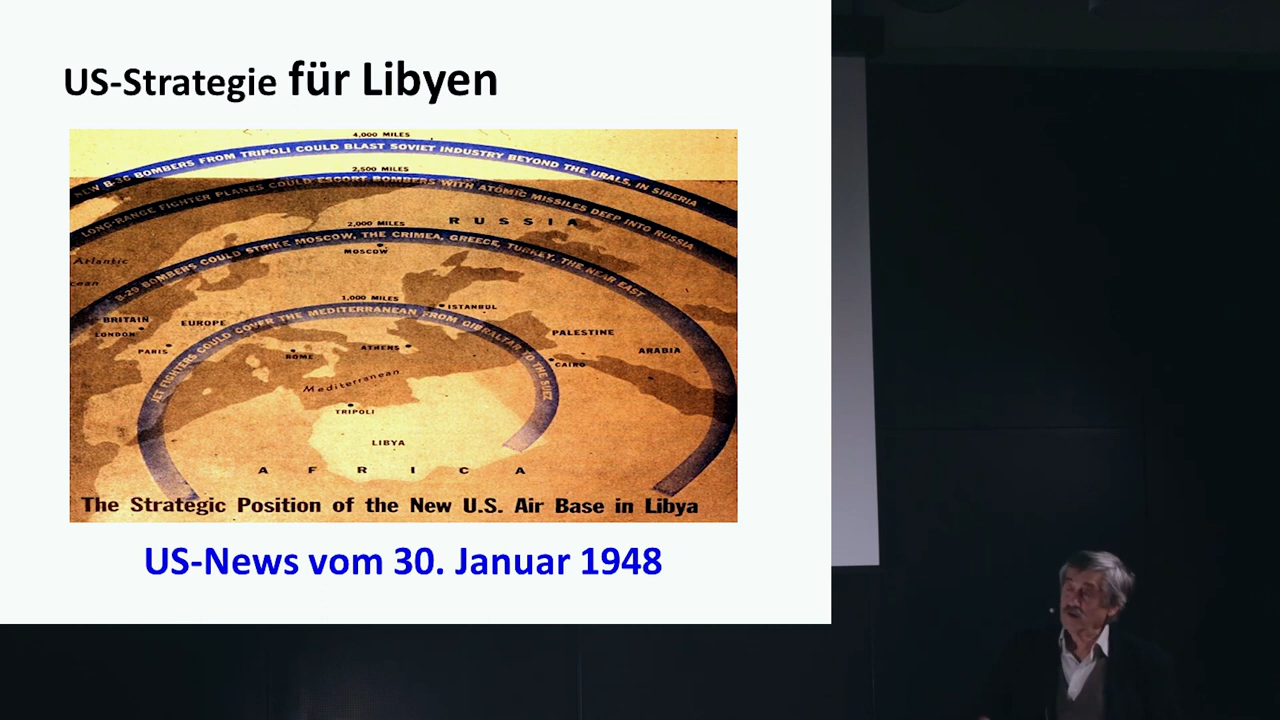 US-Strategie für Libyen
4,000 MILES
NEW B-36 BOMBERS FROM TRIPOLI COULD BLAST SOVIET INDUSTRY BEYOND THE URALS, IN SIBERIA
2,500 MILES
LONG-RANGE FIGHTER PLANES COULD ESCORT BOMBERS WITH ATOMIC MISSILES DEEP INTO RUSSIA
RUSSIA
2,000 MILES
B-29 BOMBERS COULD STRIKE MOSCOW, THE CRIMEA, GREECE, TURKEY, THE NEAR EAST
MOSCOW
Atlantic
cean
1,000 MILES
JET FIGHTERS COULD COVER THE MEDITERRANEAN FROM GIBRALTAR TO THE SUEZ
ISTANBUL
BRITAIN
EUROPE
LONDON
PALESTINE
PARIS
ROME
ATHENS
ARABIA
CAIRO
Mediterranean
TRIPOLI
LIBYA
AFRICA
The Strategic Position of the New U.S. Air Base in Libya
US-News vom 30. Januar 1948